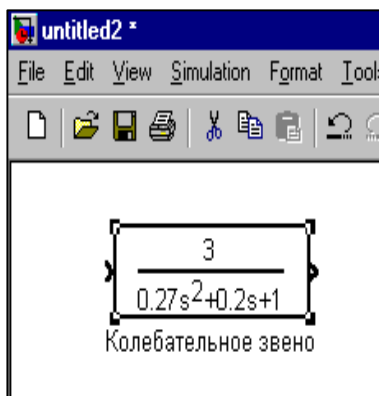 untitled2 *
File Edit View Simulation Format Tools
3
0.27s2+0.2s+1
Колебательное звено